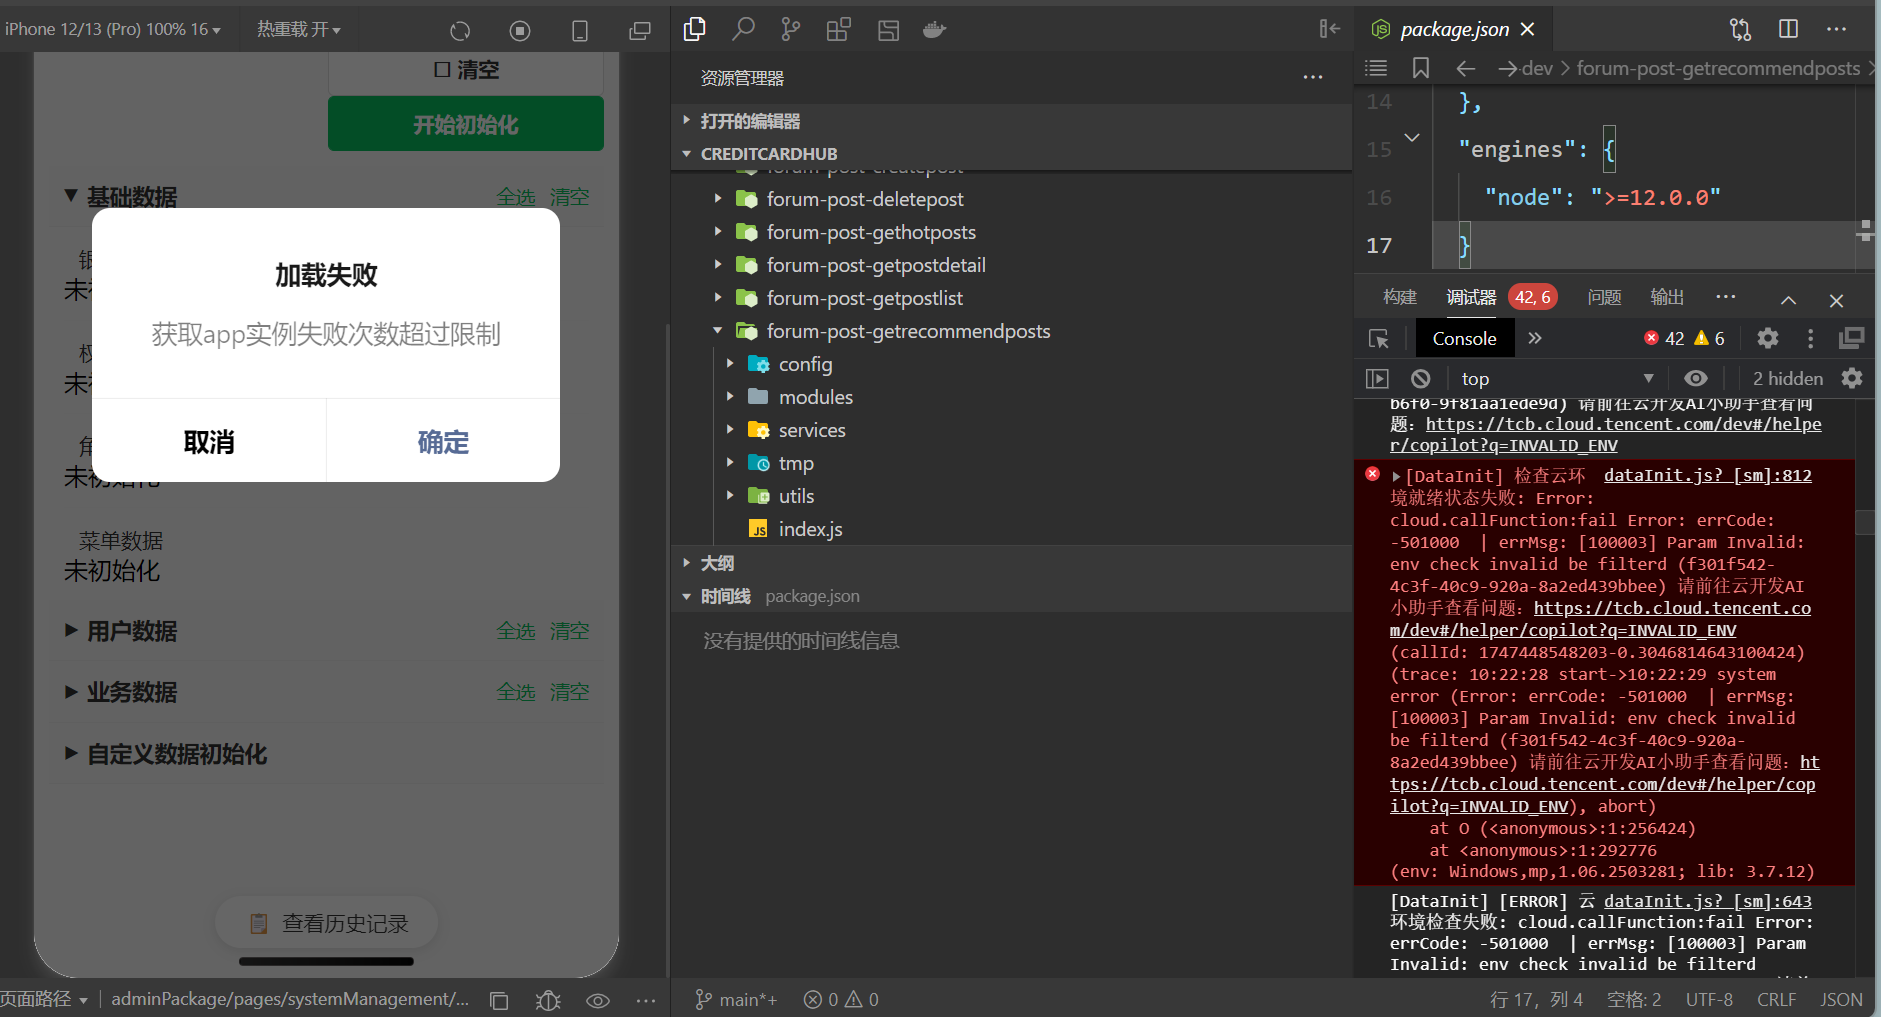 iPhone 12/13 (Pro) 100% 16
热重载 开
清空
开始初始化
基础数据
全选 清空
加载失败
获取app实例失败次数超过限制
取消
确定
菜单数据
未初始化
用户数据
全选 清空
业务数据
全选 清空
自定义数据初始化
查看历史记录
页面路径 | adminPackage/pages/systemManagement/...
资源管理器
打开的编辑器
CREDITCARDHUB
forum-post-createpost
forum-post-deletepost
forum-post-gethotposts
forum-post-getpostdetail
forum-post-getpostlist
forum-post-getrecommendposts
config
modules
services
tmp
utils
index.js
大纲
时间线 package.json
没有提供的时间线信息
main*+ 0 0
package.json
dev > forum-post-getrecommendposts >
14 },
15 "engines": {
16 "node": ">=12.0.0"
17 }
构建 调试器 42, 6 问题 输出
Console 42 6
top 2 hidden
b6f0-9f81aa1ede9d) 请前往云开发AI小助手查看问
题：https://tcb.cloud.tencent.com/dev#/helpe
r/copilot?q=INVALID_ENV
[DataInit] 检查云环 dataInit.js? [sm]:812
境就绪状态失败: Error:
cloud.callFunction:fail Error: errCode:
-501000 | errMsg: [100003] Param Invalid:
env check invalid be filterd (f301f542-
4c3f-40c9-920a-8a2ed439bbee) 请前往云开发AI
小助手查看问题：https://tcb.cloud.tencent.co
m/dev#/helper/copilot?q=INVALID_ENV
(callId: 1747448548203-0.3046814643100424)
(trace: 10:22:28 start->10:22:29 system
error (Error: errCode: -501000 | errMsg:
[100003] Param Invalid: env check invalid
be filterd (f301f542-4c3f-40c9-920a-
8a2ed439bbee) 请前往云开发AI小助手查看问题：ht
tps://tcb.cloud.tencent.com/dev#/helper/cop
ilot?q=INVALID_ENV), abort)
at O (<anonymous>:1:256424)
at <anonymous>:1:292776
(env: Windows,mp,1.06.2503281; lib: 3.7.12)
[DataInit] [ERROR] 云 dataInit.js? [sm]:643
环境检查失败: cloud.callFunction:fail Error:
errCode: -501000 | errMsg: [100003] Param
Invalid: env check invalid be filterd
行 17，列 4 空格: 2 UTF-8 CRLF JSON